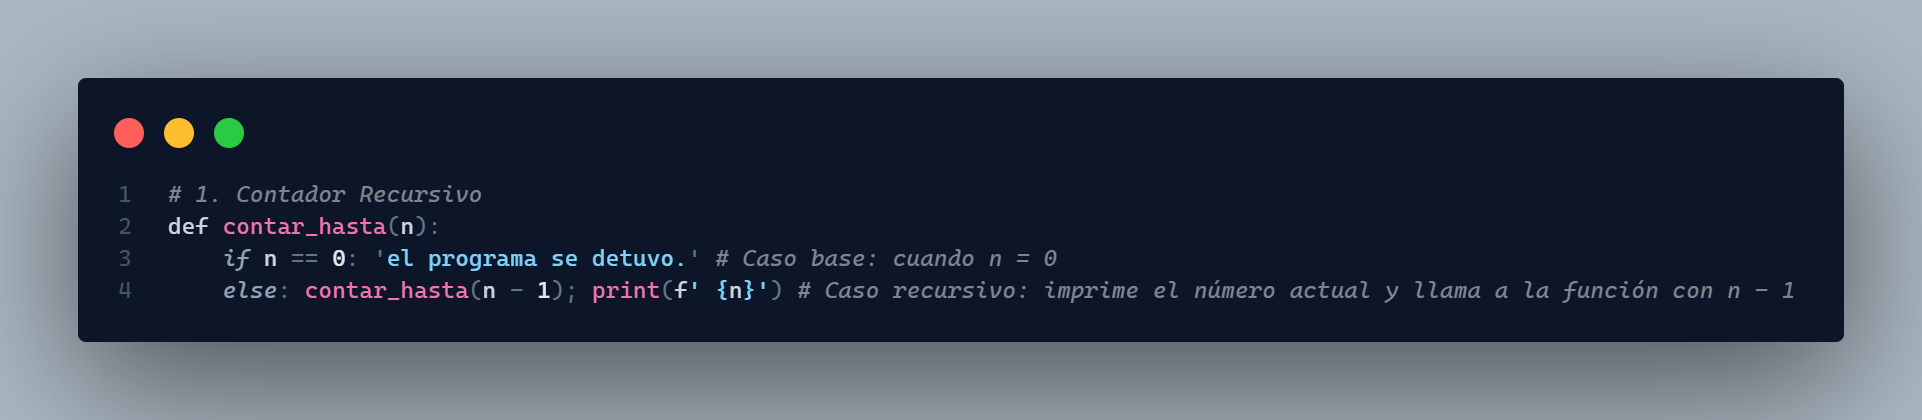 1 # 1. Contador Recursivo
2 def contar_hasta(n):
3     if n == 0: 'el programa se detuvo.' # Caso base: cuando n = 0
4     else: contar_hasta(n - 1); print(f' {n}') # Caso recursivo: imprime el número actual y llama a la función con n - 1